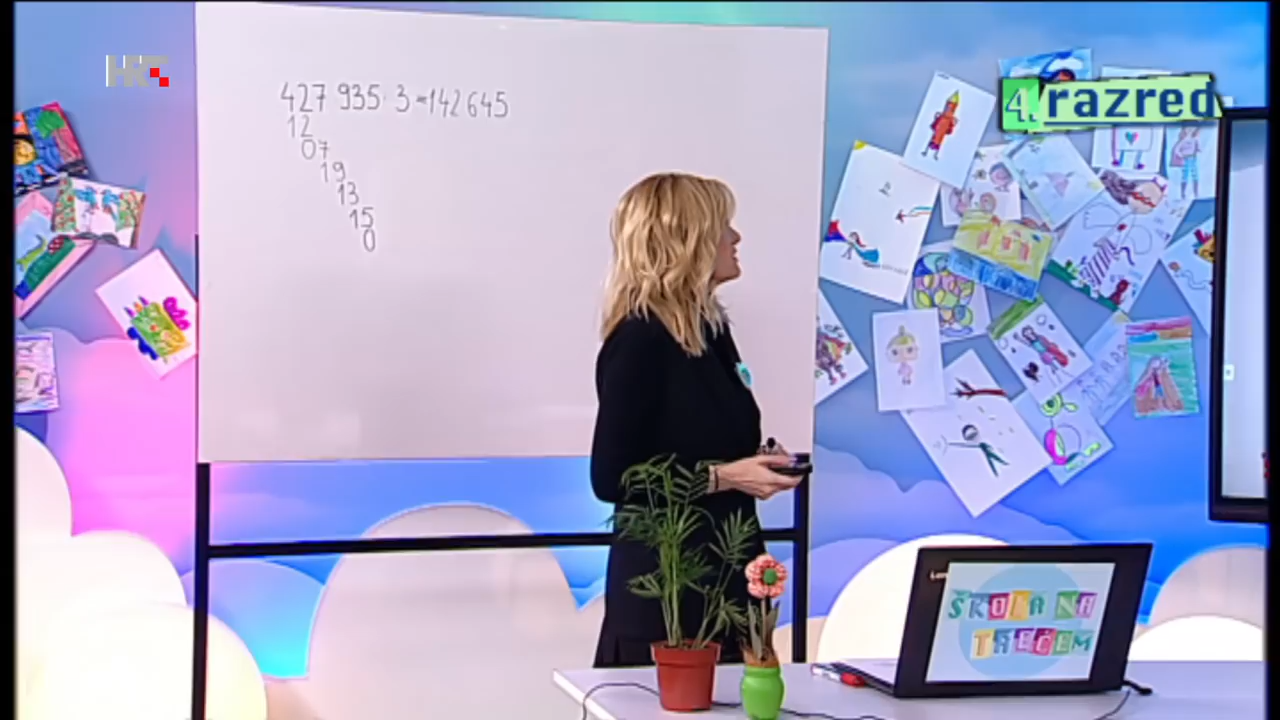 HRT
4. razred
427 935 : 3 = 142 645
12
07
19
13
15
0
ŠKOLA NA
TREĆEM